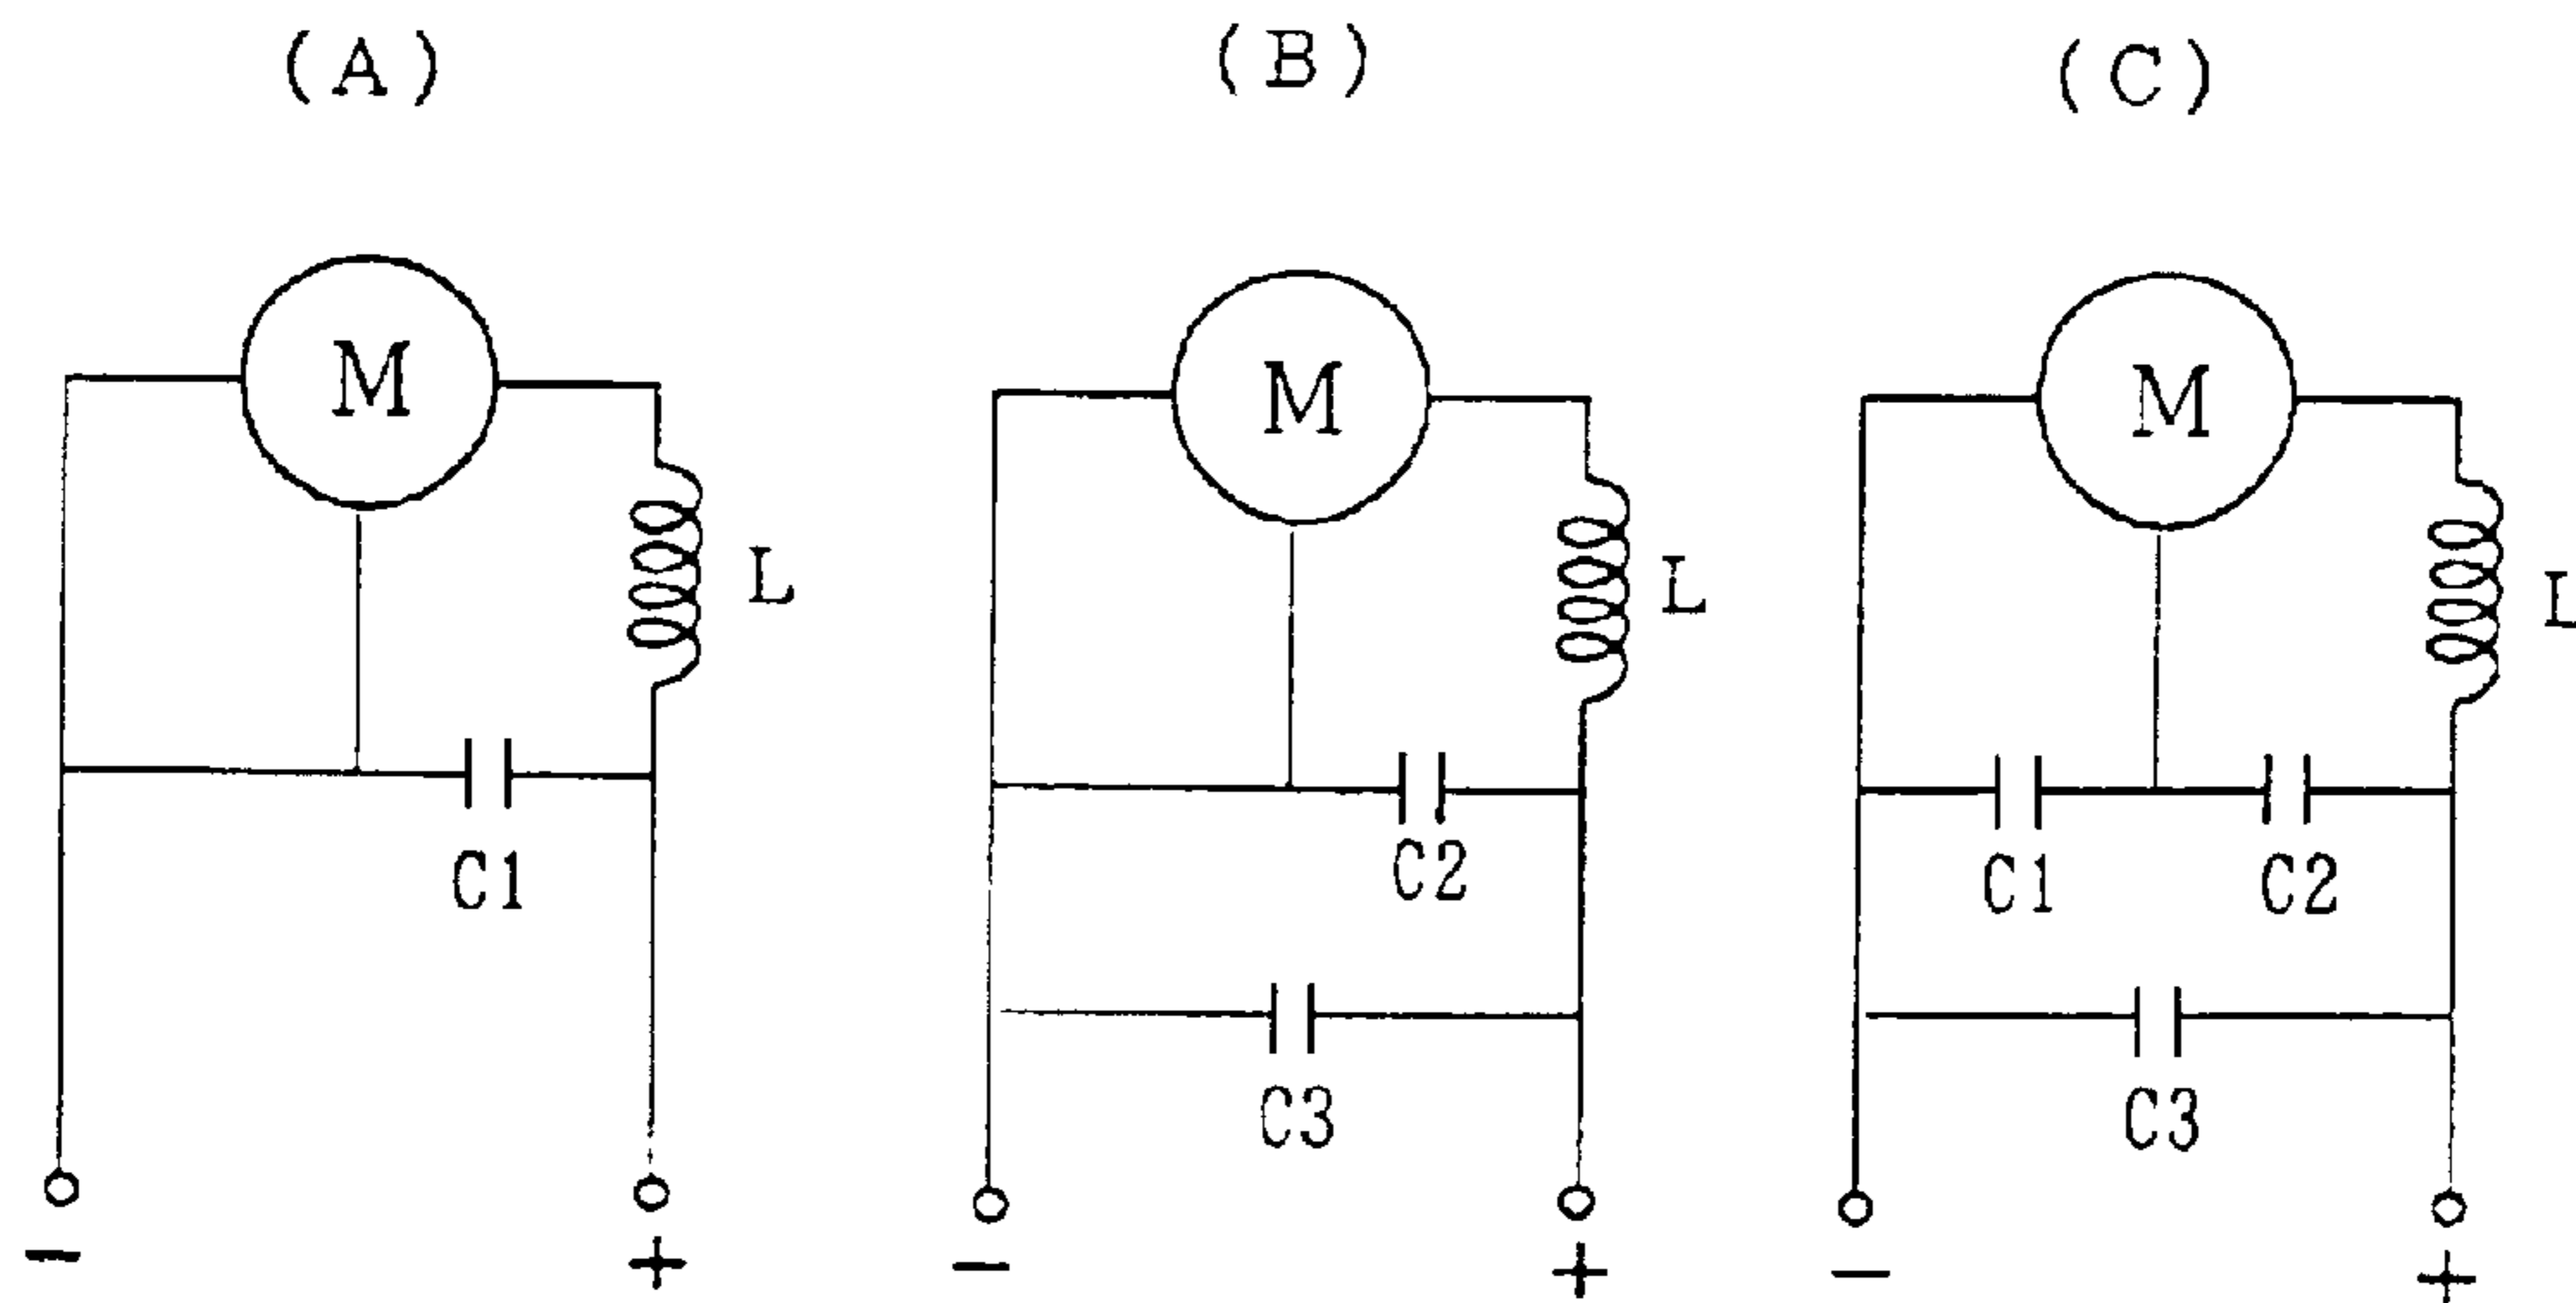 (A) (B) (C)
M M M
L L L
C1 C2 C1 C2
C3 C3
− + − + − +